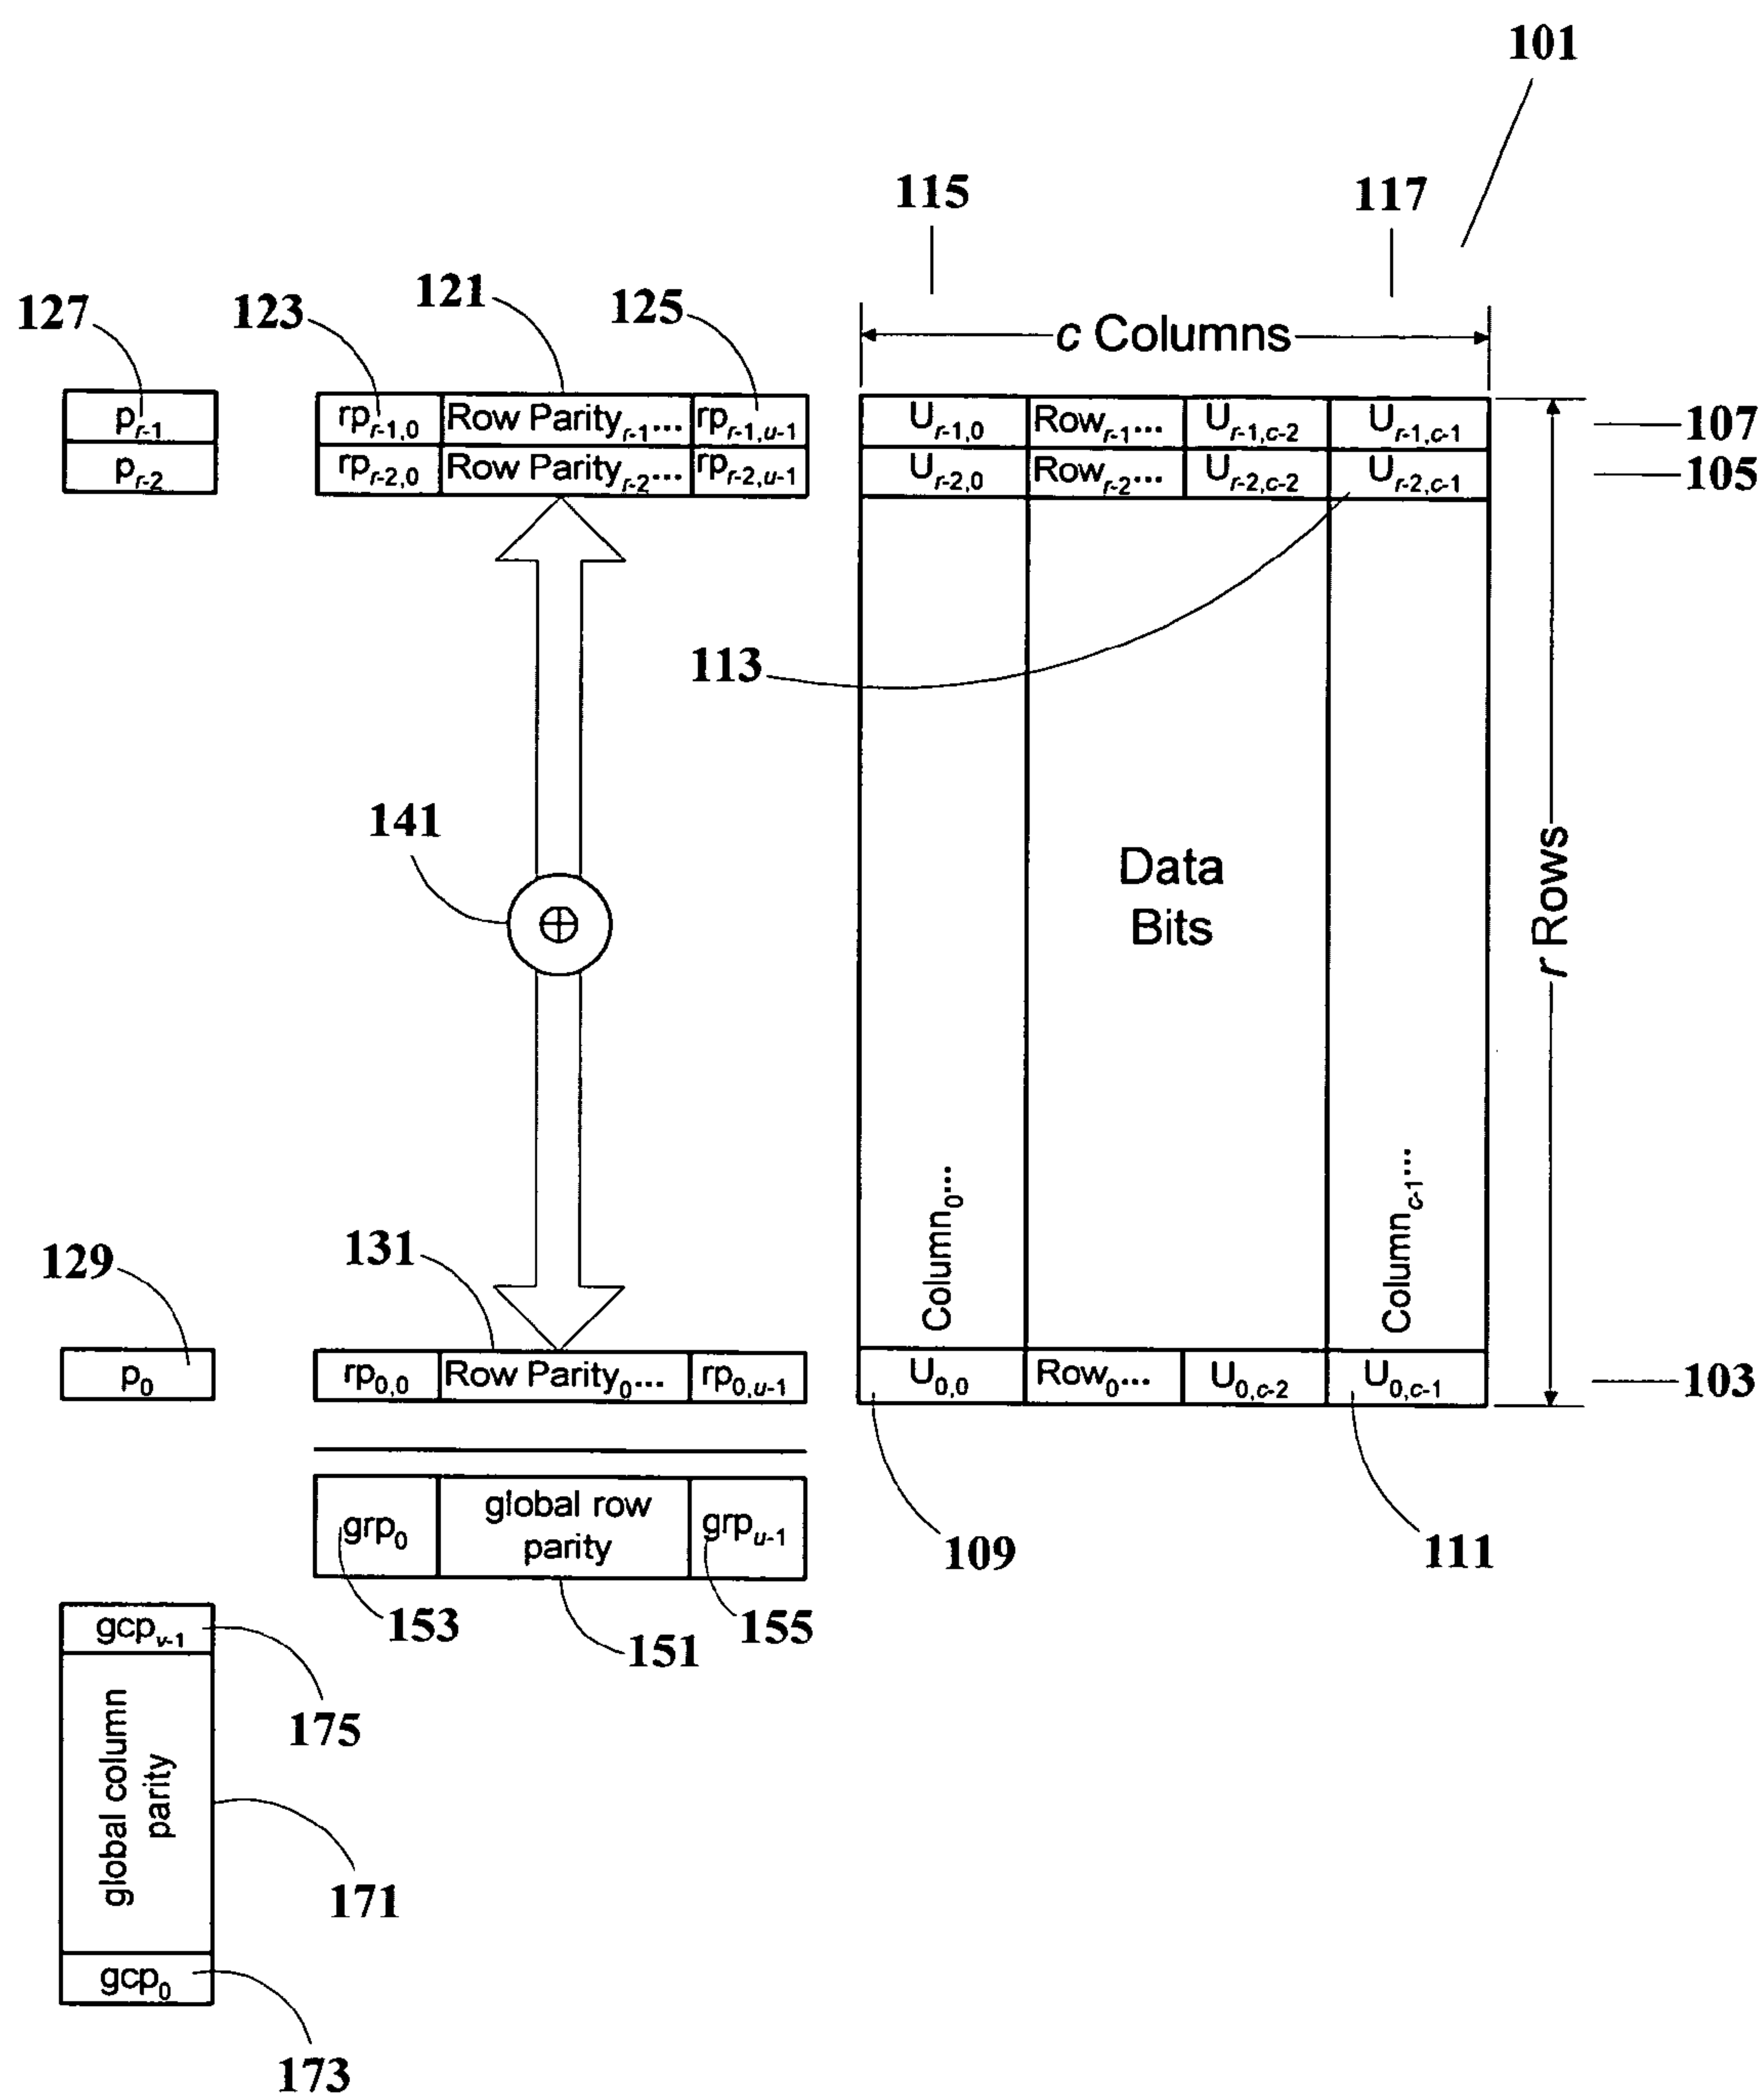 101
115 117
127 123 121 125
c Columns
p_{r-1} rp_{r-1,0} Row Parity_{r-1}... rp_{r-1,u-1} U_{r-1,0} Row_{r-1}... U_{r-1,c-2} U_{r-1,c-1} 107
p_{r-2} rp_{r-2,0} Row Parity_{r-2}... rp_{r-2,u-1} U_{r-2,0} Row_{r-2}... U_{r-2,c-2} U_{r-2,c-1} 105
113
141
Data
Bits
r Rows
Column_0...
Column_{c-1}...
129 131
p_0 rp_{0,0} Row Parity_0... rp_{0,u-1} U_{0,0} Row_0... U_{0,c-2} U_{0,c-1} 103
grp_0 global row
parity grp_{u-1}
109 111
153 151 155
gcp_{v-1}
175
global column
parity
171
gcp_0
173